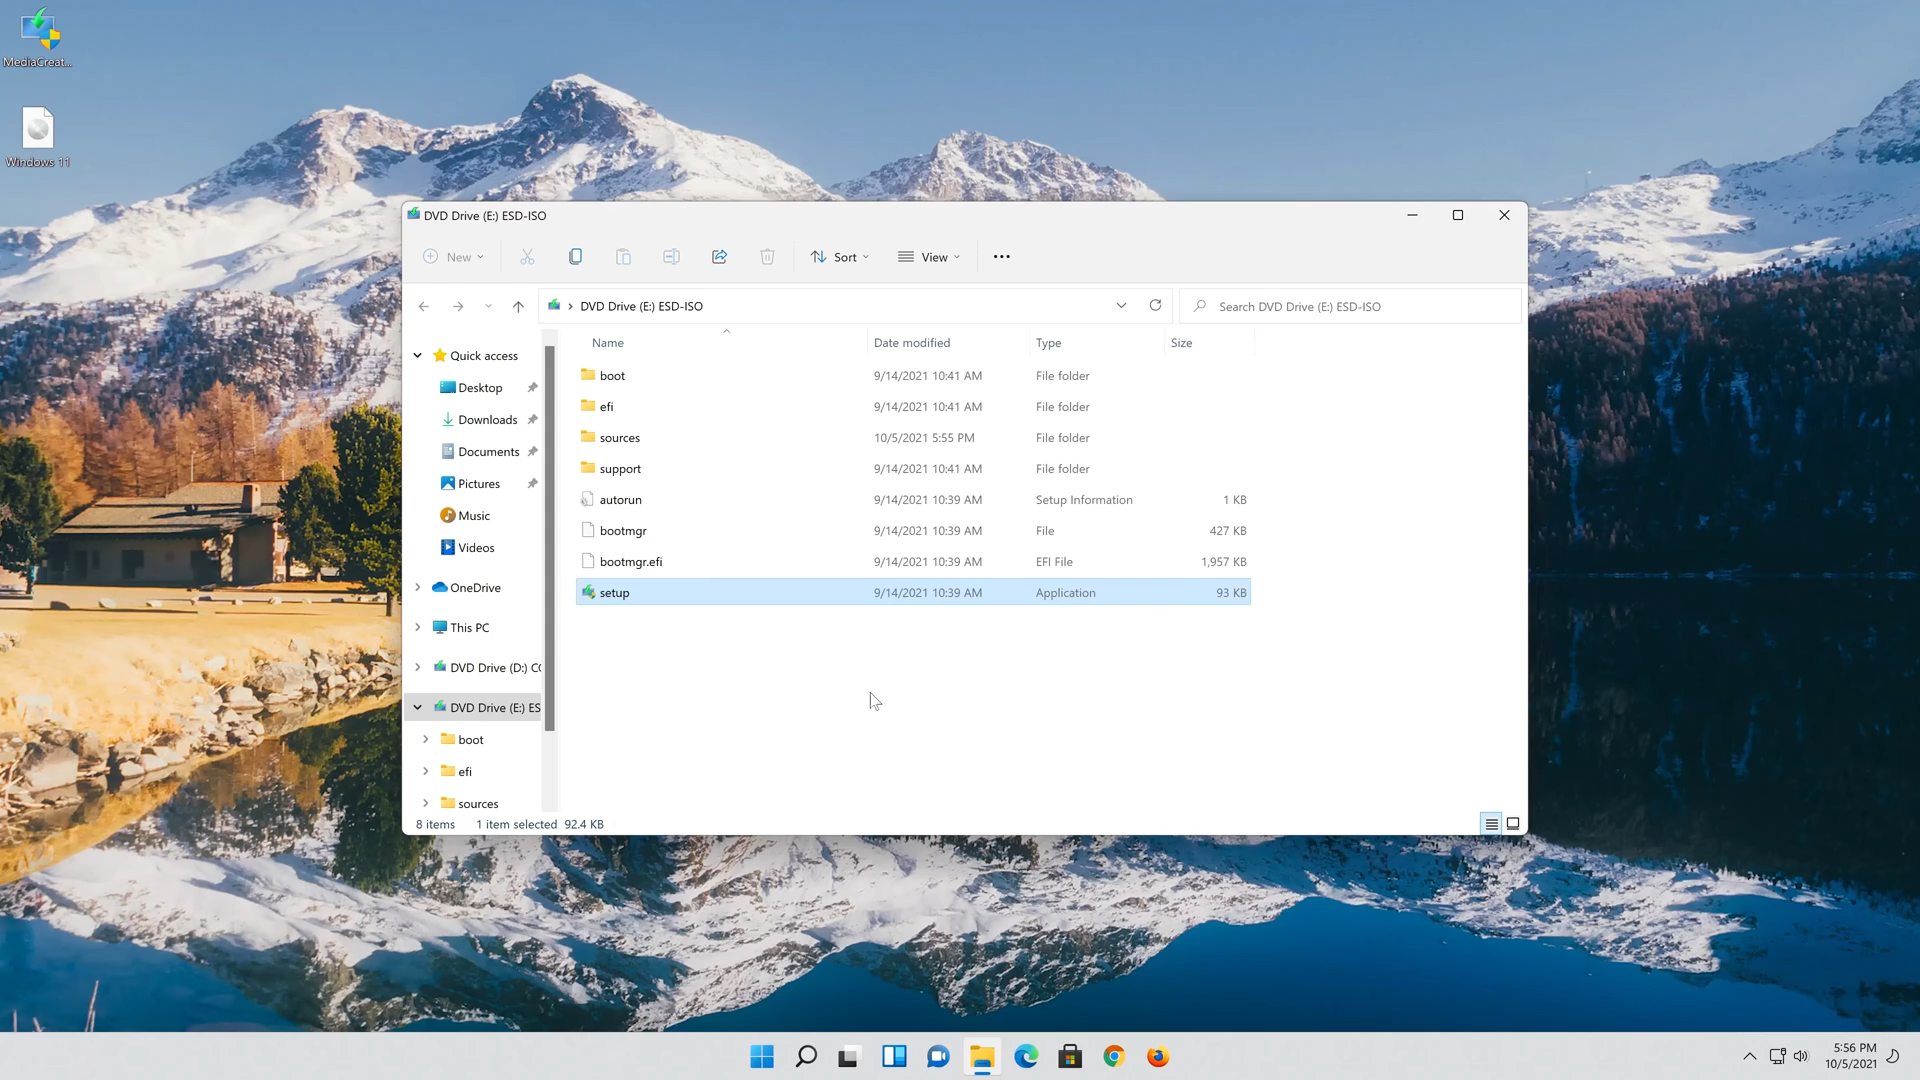 MediaCreat...
Windows 11
DVD Drive (E:) ESD-ISO
New
Sort
View
DVD Drive (E:) ESD-ISO
Search DVD Drive (E:) ESD-ISO
Quick access
Desktop
Downloads
Documents
Pictures
Music
Videos
OneDrive
This PC
DVD Drive (D:) CC
DVD Drive (E:) ES
boot
efi
sources
Name Date modified Type Size
boot 9/14/2021 10:41 AM File folder
efi 9/14/2021 10:41 AM File folder
sources 10/5/2021 5:55 PM File folder
support 9/14/2021 10:41 AM File folder
autorun 9/14/2021 10:39 AM Setup Information 1 KB
bootmgr 9/14/2021 10:39 AM File 427 KB
bootmgr.efi 9/14/2021 10:39 AM EFI File 1,957 KB
setup 9/14/2021 10:39 AM Application 93 KB
8 items 1 item selected 92.4 KB
5:56 PM
10/5/2021